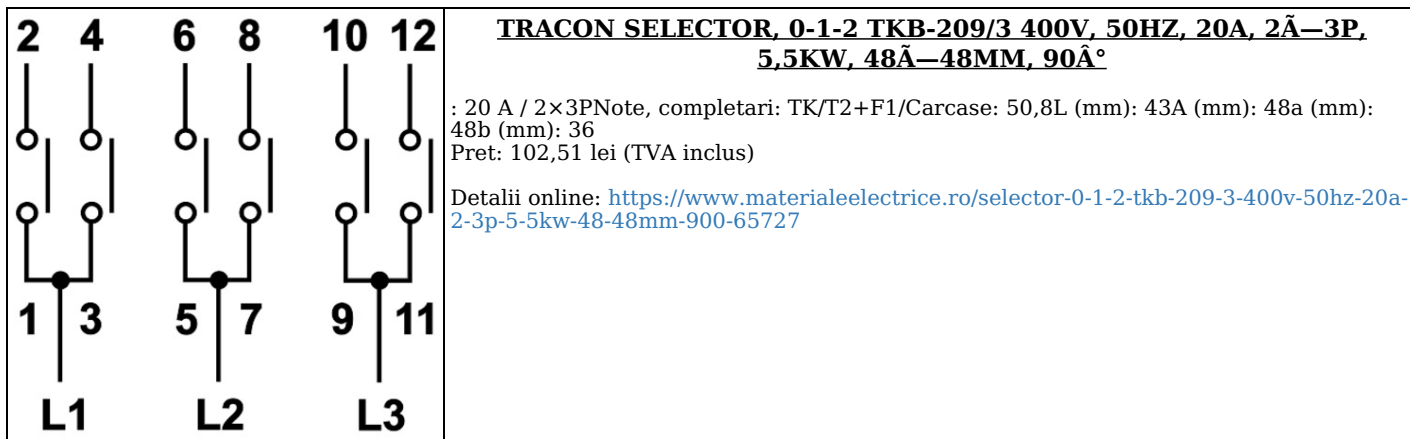 2 4 6 8 10 12
1 3 5 7 9 11
L1 L2 L3
TRACON SELECTOR, 0-1-2 TKB-209/3 400V, 50HZ, 20A, 2Ã—3P,
5,5KW, 48Ã—48MM, 90Â°
: 20 A / 2×3PNote, completari: TK/T2+F1/Carcase: 50,8L (mm): 43A (mm): 48a (mm):
48b (mm): 36
Pret: 102,51 lei (TVA inclus)
Detalii online: https://www.materialeelectrice.ro/selector-0-1-2-tkb-209-3-400v-50hz-20a-
2-3p-5-5kw-48-48mm-900-65727